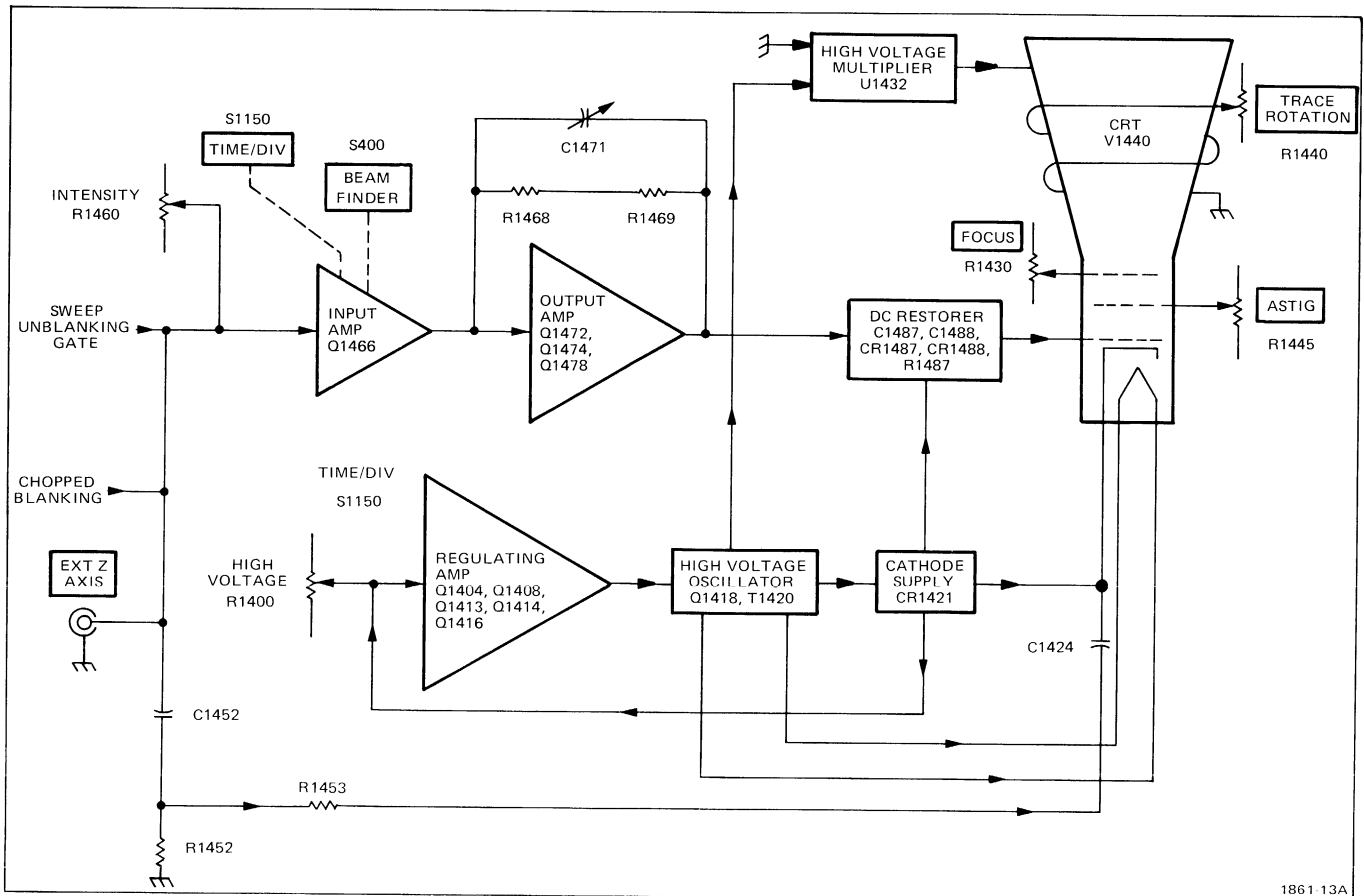 HIGH VOLTAGE
MULTIPLIER
U1432
CRT
V1440
TRACE
ROTATION
R1440
S1150
TIME/DIV
S400
BEAM
FINDER
C1471
R1468
R1469
INTENSITY
R1460
FOCUS
R1430
ASTIG
R1445
SWEEP
UNBLANKING
GATE
INPUT
AMP
Q1466
OUTPUT
AMP
Q1472,
Q1474,
Q1478
DC RESTORER
C1487, C1488,
CR1487, CR1488,
R1487
CHOPPED
BLANKING
TIME/DIV
S1150
EXT Z
AXIS
HIGH
VOLTAGE
R1400
REGULATING
AMP
Q1404, Q1408,
Q1413, Q1414,
Q1416
HIGH VOLTAGE
OSCILLATOR
Q1418, T1420
CATHODE
SUPPLY
CR1421
C1424
C1452
R1453
R1452
1861-13A